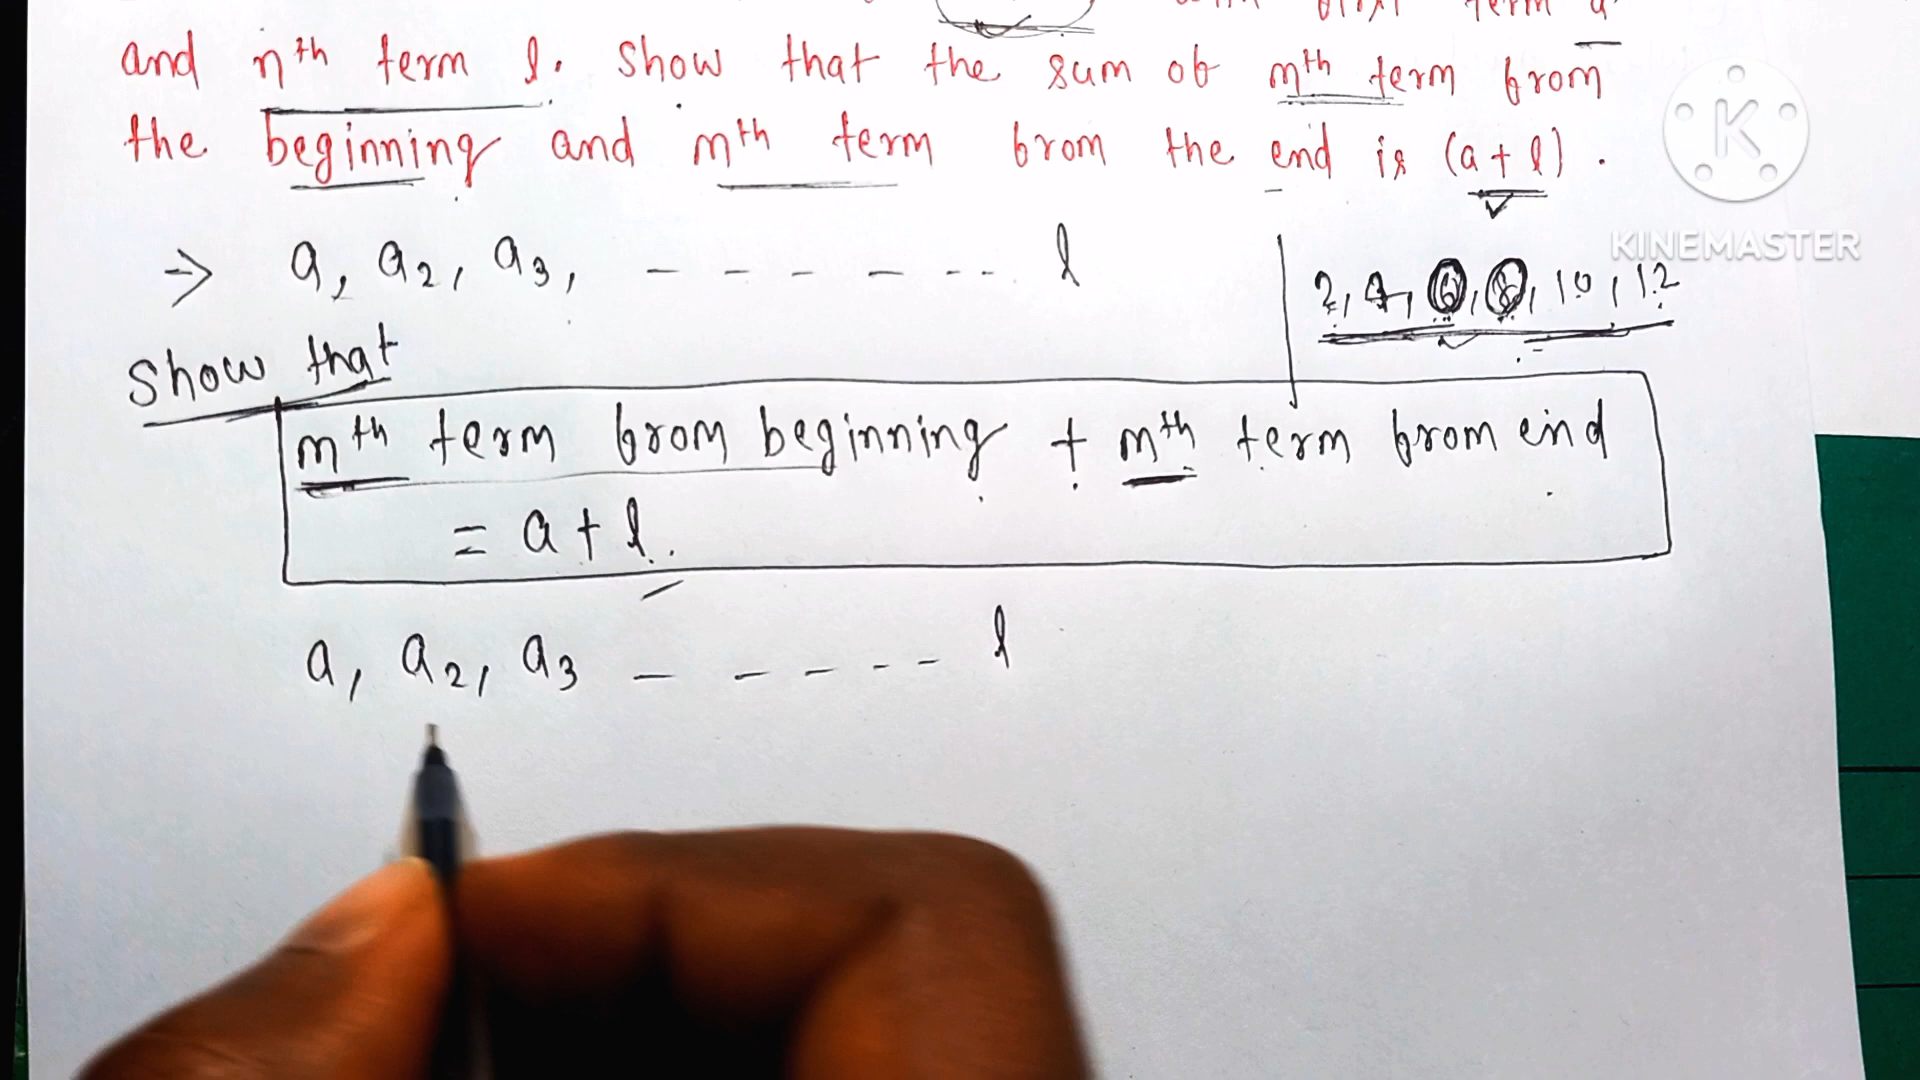 term a
and nth term l. Show that the sum of mth term from
the beginning and mth term from the end is (a + l).
K
KINEMASTER
→ a, a2, a3, - - - - - - l
2, 4, 6, 8, 10, 12
Show that
mth term from beginning + mth term from end
= a + l.
a, a2, a3 - - - - - l